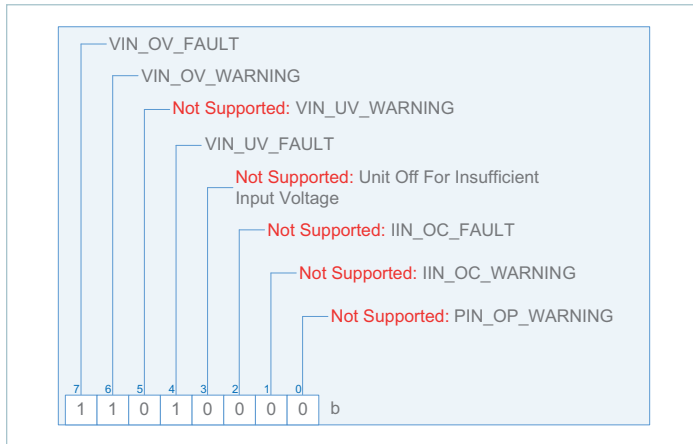 VIN_OV_FAULT
VIN_OV_WARNING
Not Supported: VIN_UV_WARNING
VIN_UV_FAULT
Not Supported: Unit Off For Insufficient
Input Voltage
Not Supported: IIN_OC_FAULT
Not Supported: IIN_OC_WARNING
Not Supported: PIN_OP_WARNING
7 6 5 4 3 2 1 0
1 1 0 1 0 0 0 0 b